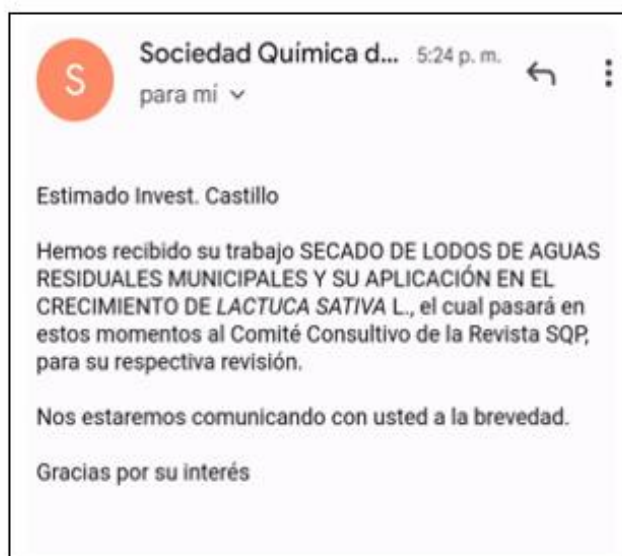 S
Sociedad Química d... 5:24 p. m.
para mí
Estimado Invest. Castillo
Hemos recibido su trabajo SECADO DE LODOS DE AGUAS
RESIDUALES MUNICIPALES Y SU APLICACIÓN EN EL
CRECIMIENTO DE LACTUCA SATIVA L., el cual pasará en
estos momentos al Comité Consultivo de la Revista SQP,
para su respectiva revisión.
Nos estaremos comunicando con usted a la brevedad.
Gracias por su interés